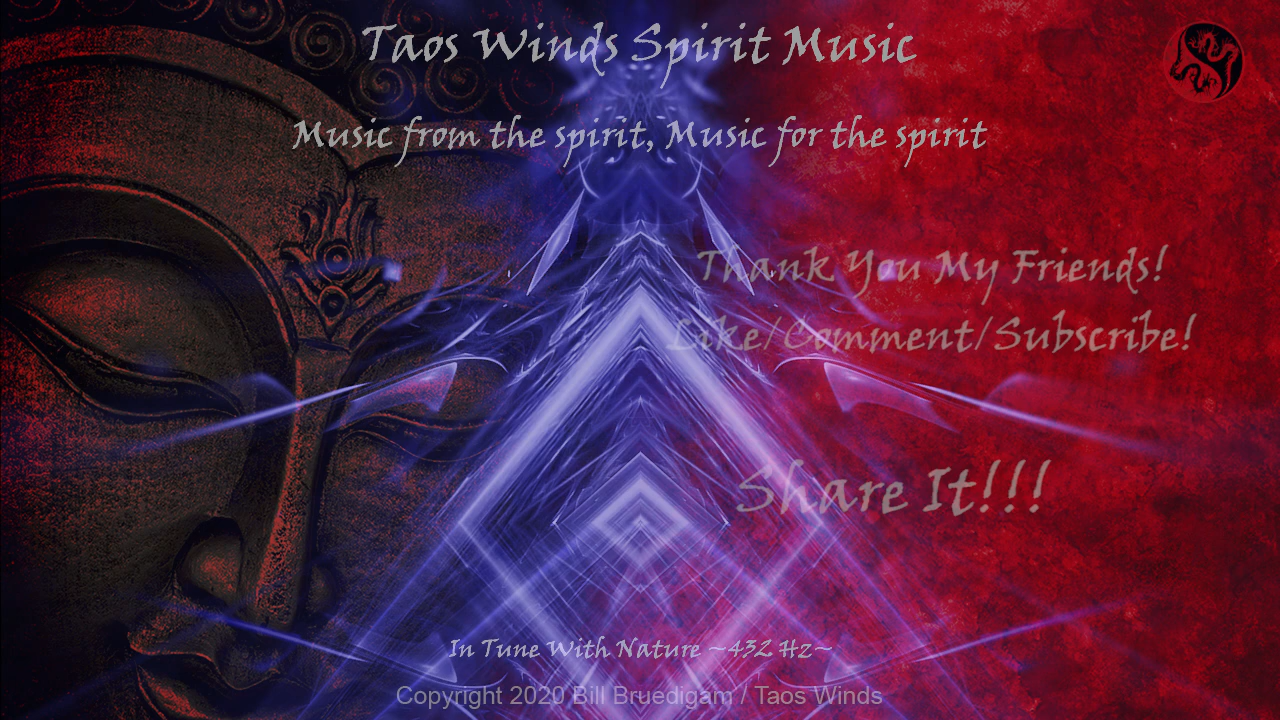 Taos Winds Spirit Music
Music from the spirit, Music for the spirit
Thank You My Friends!
Like/Comment/Subscribe!
Share It!!!
In Tune With Nature ~432 Hz~
Copyright 2020 Bill Bruedigam / Taos Winds